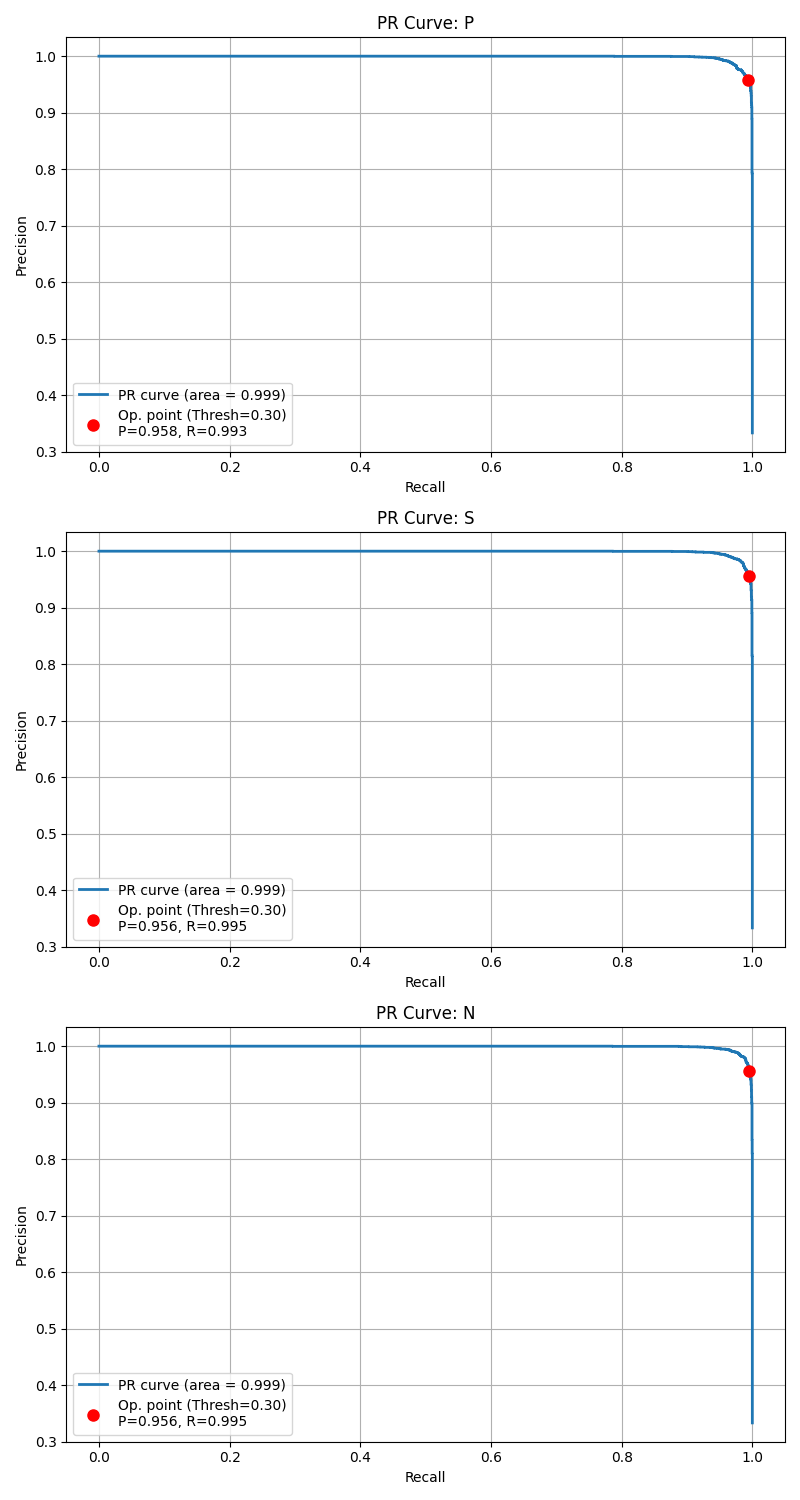 PR Curve: P
1.0
0.9
0.8
0.7
0.6
0.5
0.4
0.3
Precision
PR curve (area = 0.999)
Op. point (Thresh=0.30)
P=0.958, R=0.993
0.0 0.2 0.4 0.6 0.8 1.0
Recall
PR Curve: S
1.0
0.9
0.8
0.7
0.6
0.5
0.4
0.3
Precision
PR curve (area = 0.999)
Op. point (Thresh=0.30)
P=0.956, R=0.995
0.0 0.2 0.4 0.6 0.8 1.0
Recall
PR Curve: N
1.0
0.9
0.8
0.7
0.6
0.5
0.4
0.3
Precision
PR curve (area = 0.999)
Op. point (Thresh=0.30)
P=0.956, R=0.995
0.0 0.2 0.4 0.6 0.8 1.0
Recall